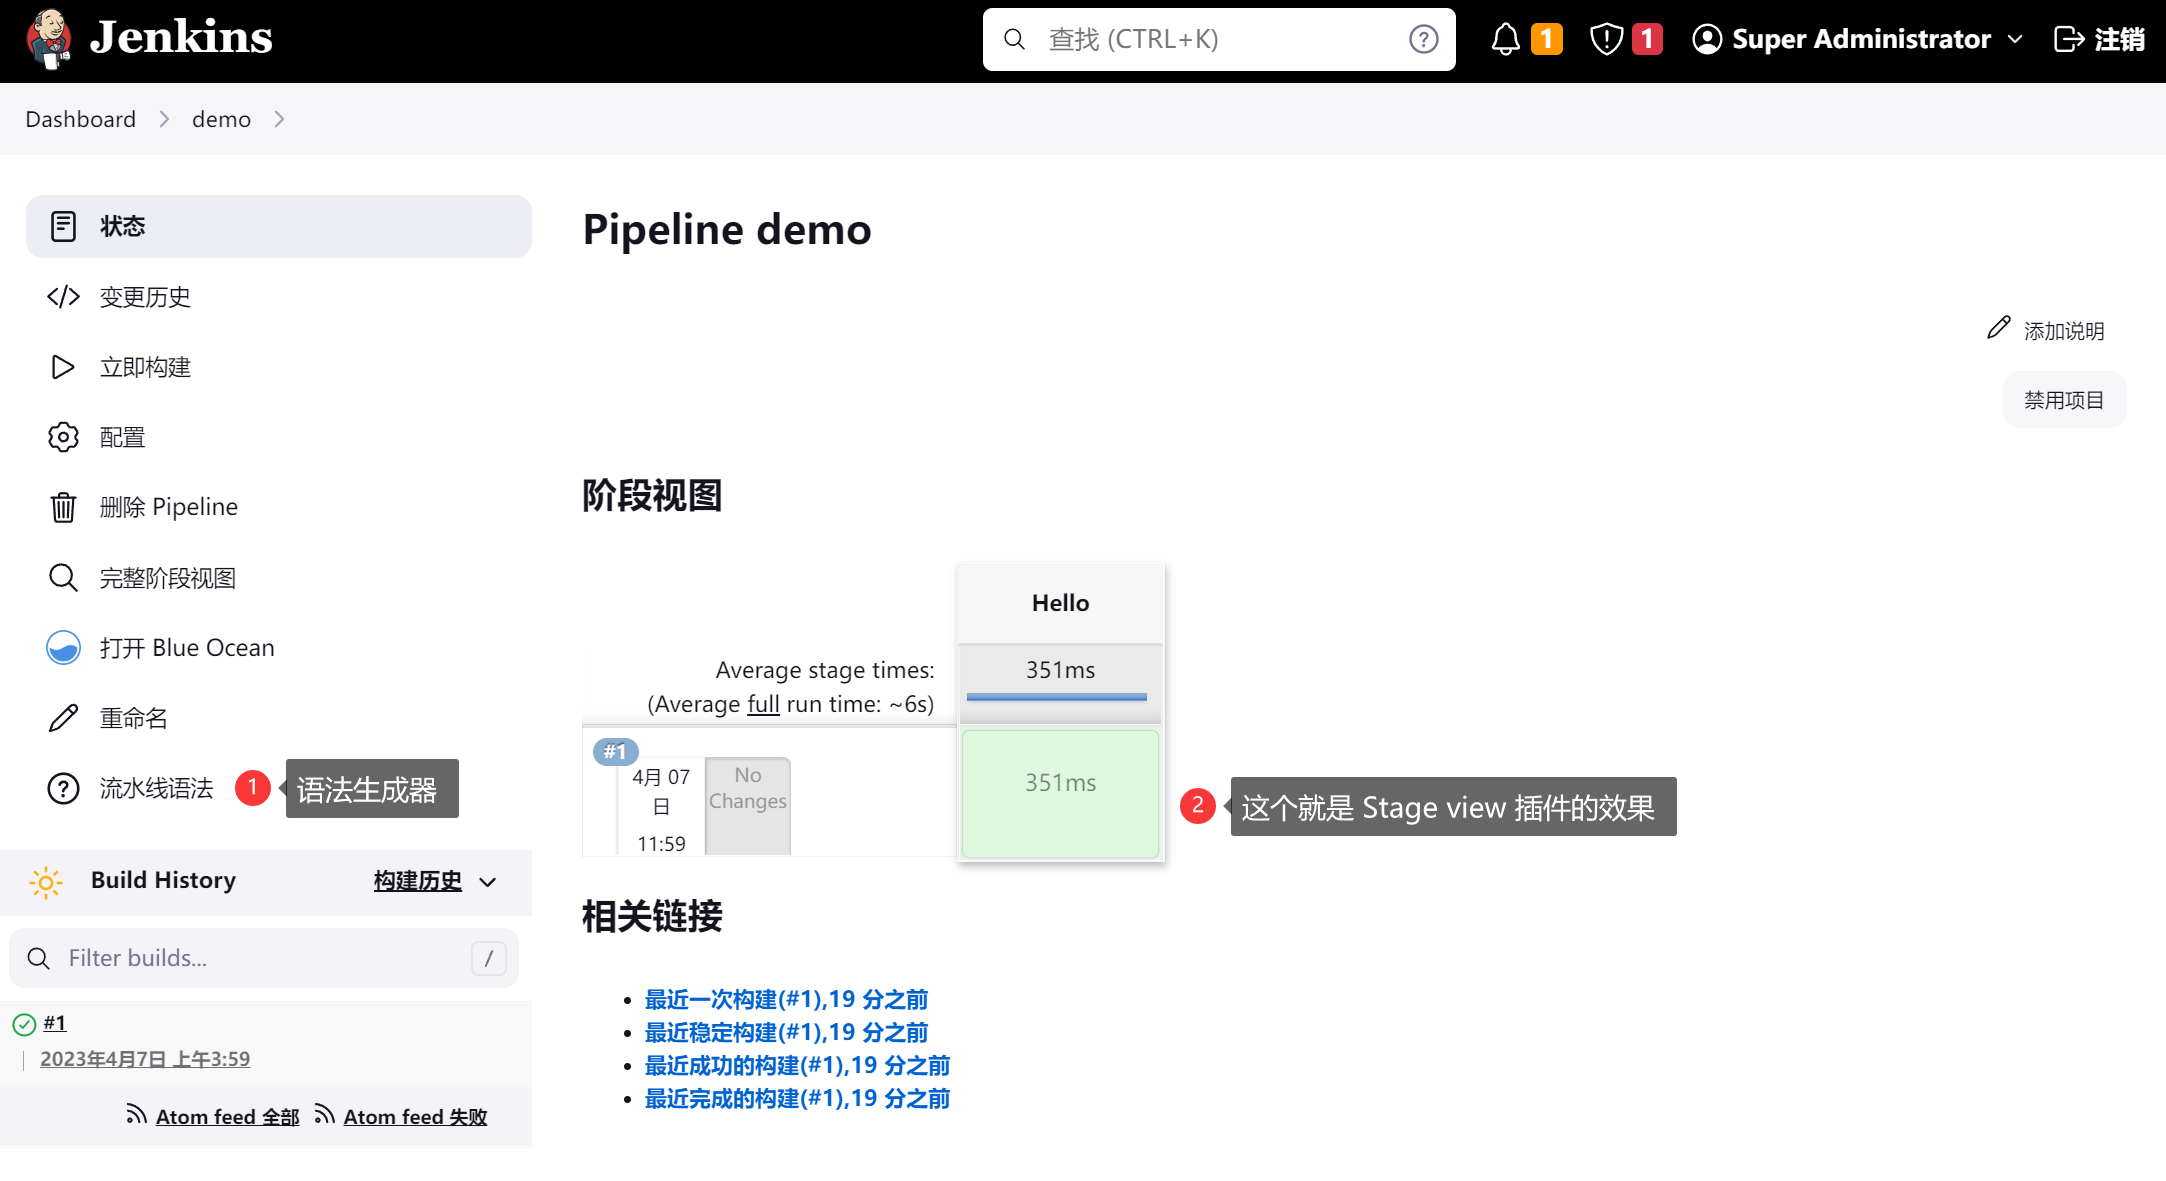 Jenkins
查找 (CTRL+K)
1
1
Super Administrator
注销
Dashboard
demo
状态
变更历史
立即构建
配置
删除 Pipeline
完整阶段视图
打开 Blue Ocean
重命名
流水线语法
1
语法生成器
Build History
构建历史
Filter builds...
/
#1
2023年4月7日 上午3:59
Atom feed 全部
Atom feed 失败
Pipeline demo
添加说明
禁用项目
阶段视图
Hello
Average stage times:
351ms
(Average full run time: ~6s)
#1
4月 07
日
11:59
No
Changes
351ms
2
这个就是 Stage view 插件的效果
相关链接
最近一次构建(#1),19 分之前
最近稳定构建(#1),19 分之前
最近成功的构建(#1),19 分之前
最近完成的构建(#1),19 分之前